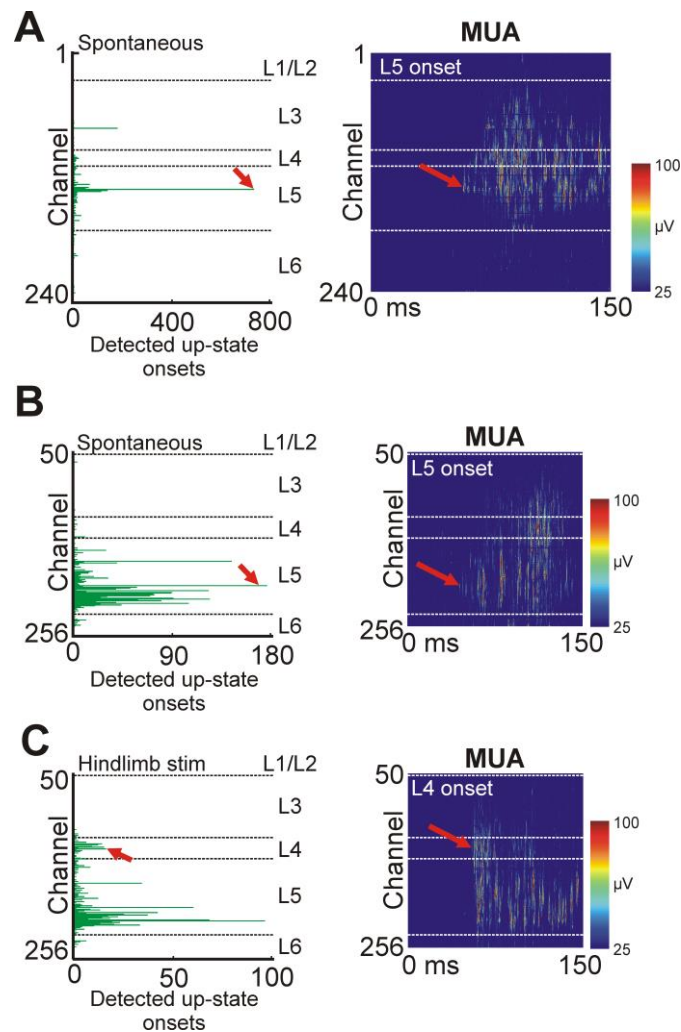 A
Spontaneous
1
L1/L2
L3
L4
L5
L6
Channel
240
0 400 800
Detected up-state
onsets
MUA
L5 onset
Channel
240
0 ms 150
100
µV
25
1
B
Spontaneous
50
L1/L2
L3
L4
L5
L6
Channel
256
0 90 180
Detected up-state
onsets
MUA
50
L5 onset
Channel
256
0 ms 150
100
µV
25
C
Hindlimb stim
50
L1/L2
L3
L4
L5
L6
Channel
256
0 50 100
Detected up-state
onsets
MUA
50
L4 onset
Channel
256
0 ms 150
100
µV
25